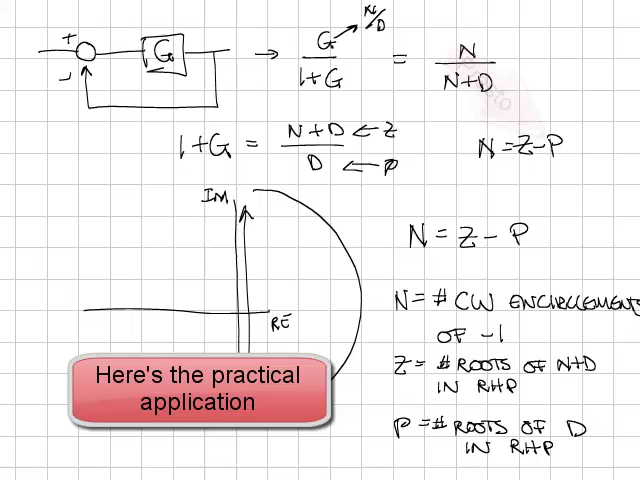 +
-
G → G / 1+G = N / N+D
N/D
1+G = N+D ← Z / D ← P
N = Z - P
IM
RE
N = Z - P
N = # CW ENCIRCLEMENTS
OF -1
Z = # ROOTS OF N+D
IN RHP
P = # ROOTS OF D
IN RHP
Here's the practical
application